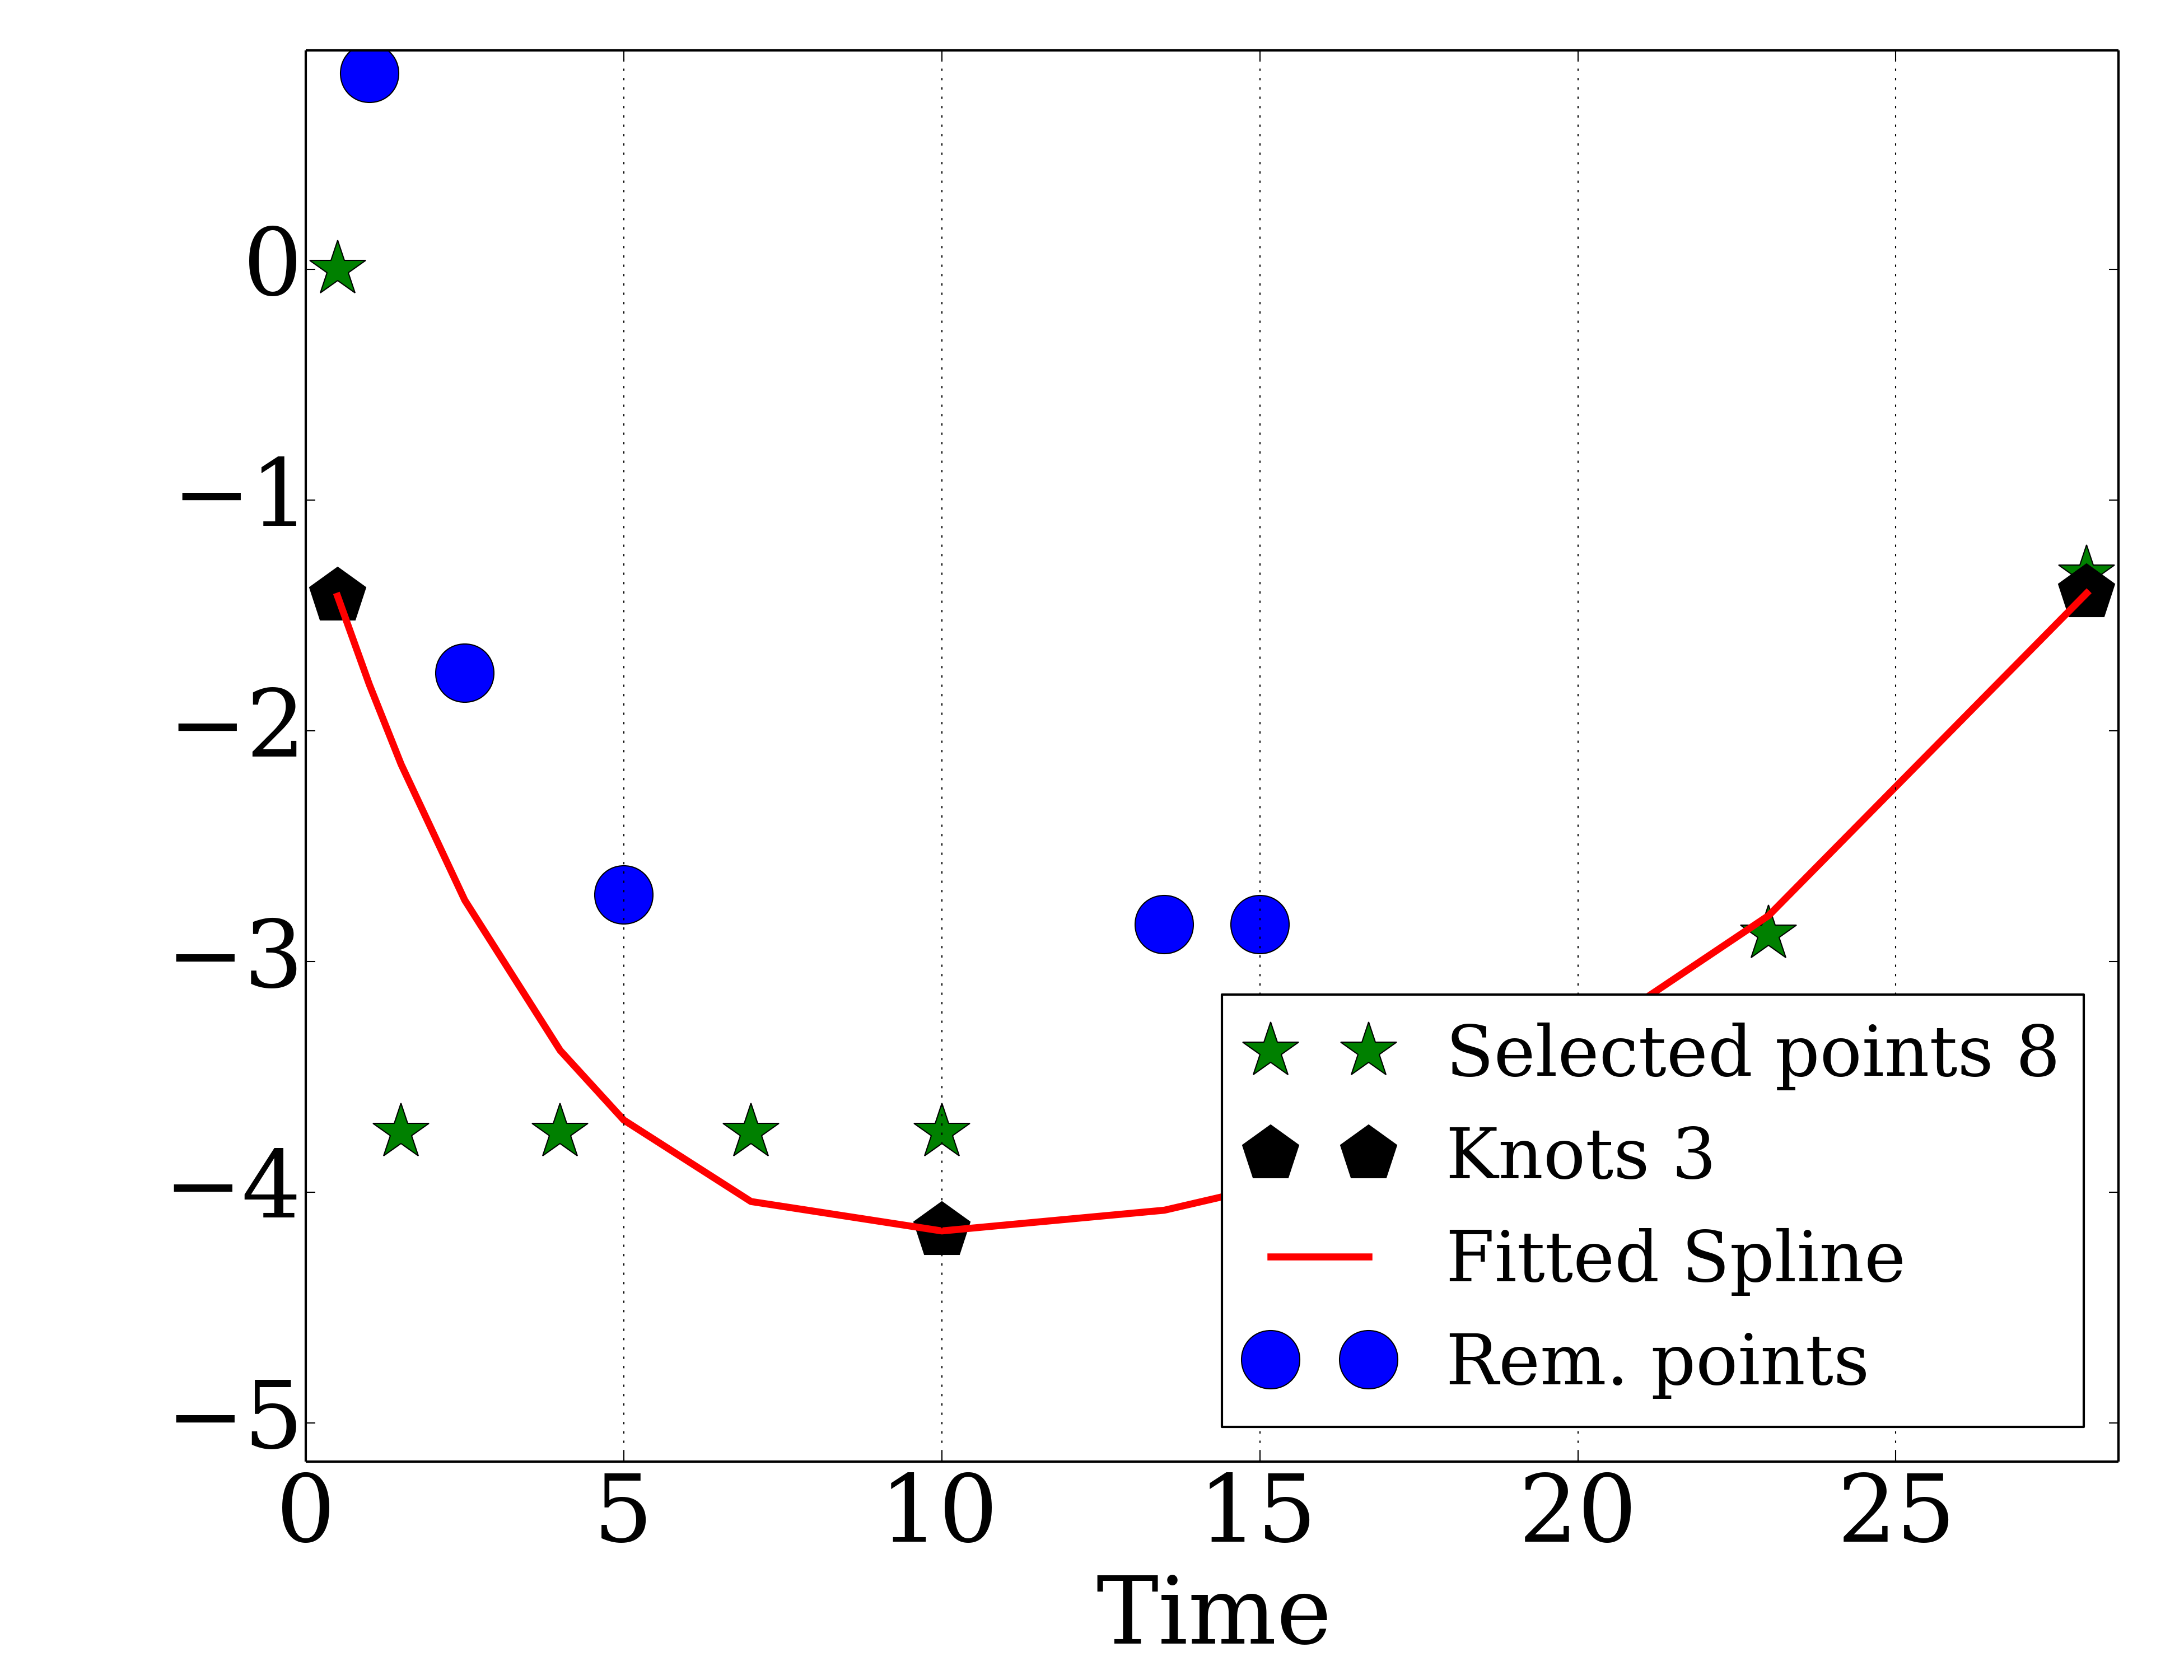 0
−1
−2
−3
−4
−5
0 5 10 15 20 25
Time
Selected points 8
Knots 3
Fitted Spline
Rem. points